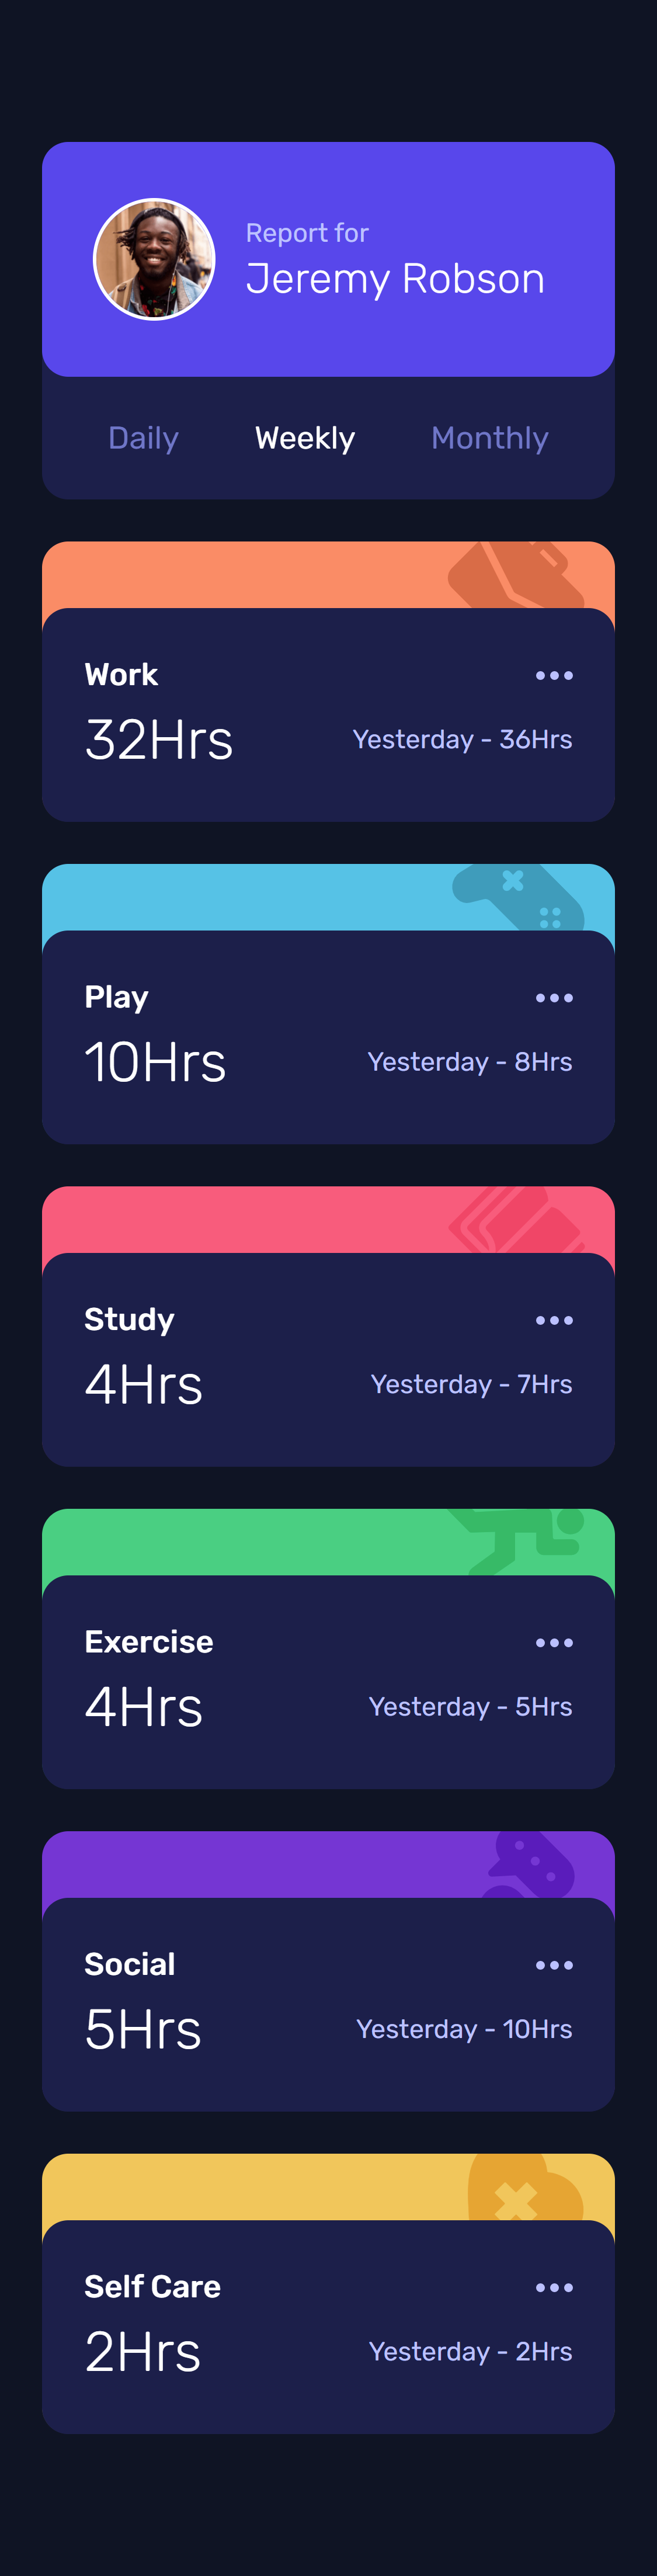 Report for
Jeremy Robson
Daily Weekly Monthly
Work
32Hrs Yesterday - 36Hrs
Play
10Hrs Yesterday - 8Hrs
Study
4Hrs Yesterday - 7Hrs
Exercise
4Hrs Yesterday - 5Hrs
Social
5Hrs Yesterday - 10Hrs
Self Care
2Hrs Yesterday - 2Hrs